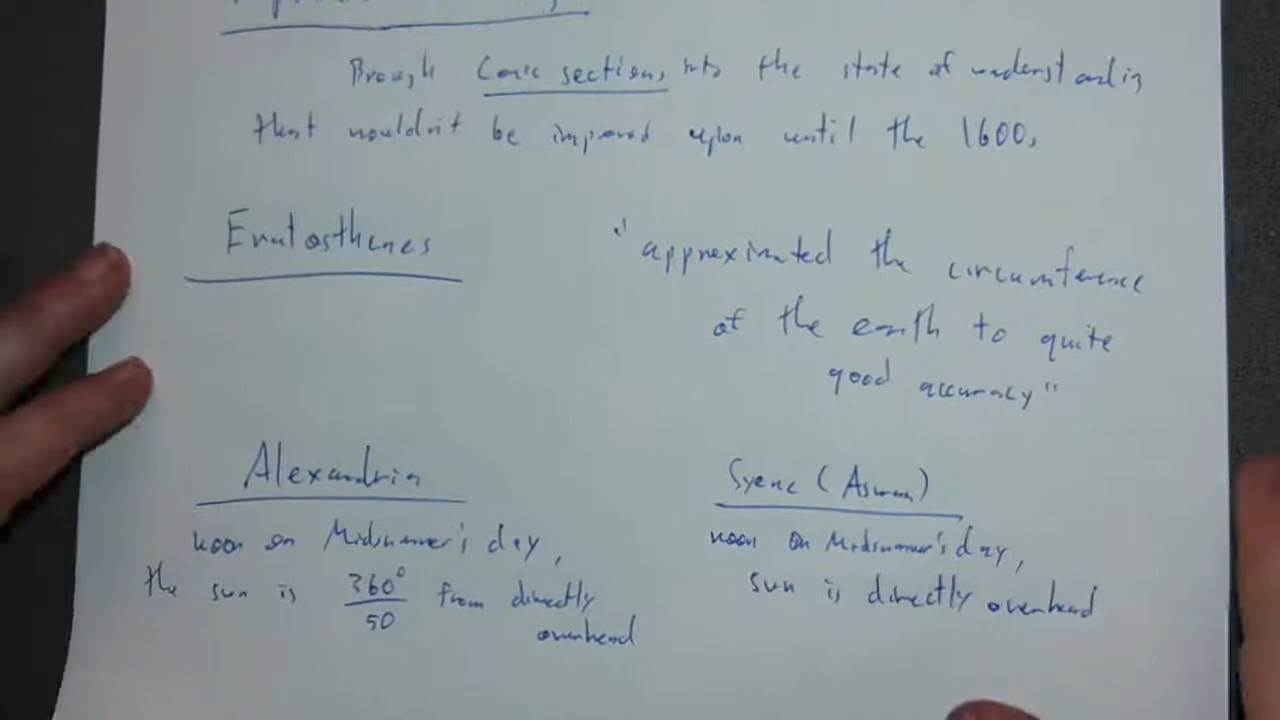 Brough Conic sections into the state of understanding
that wouldn't be improved upon until the 1600s
Eratosthenes
"approximated the circumference
of the earth to quite
good accuracy"
Alexandria
noon on Midsummer's day,
the sun is 360°/50 from directly
overhead
Syene (Aswan)
noon on Midsummer's day,
sun is directly overhead